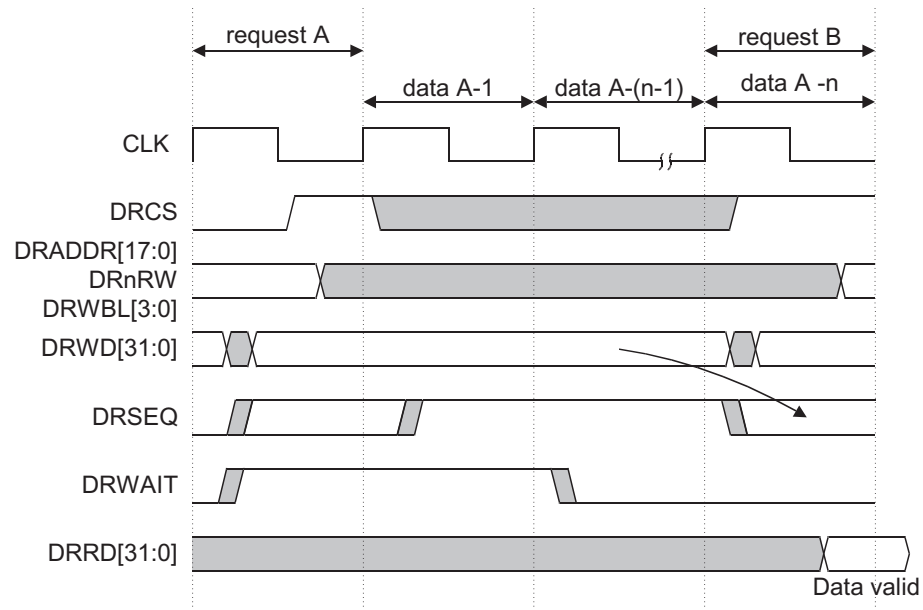 request A
request B
data A-1
data A-(n-1)
data A -n
CLK
DRCS
DRADDR[17:0]
DRnRW
DRWBL[3:0]
DRWD[31:0]
DRSEQ
DRWAIT
DRRD[31:0]
Data valid